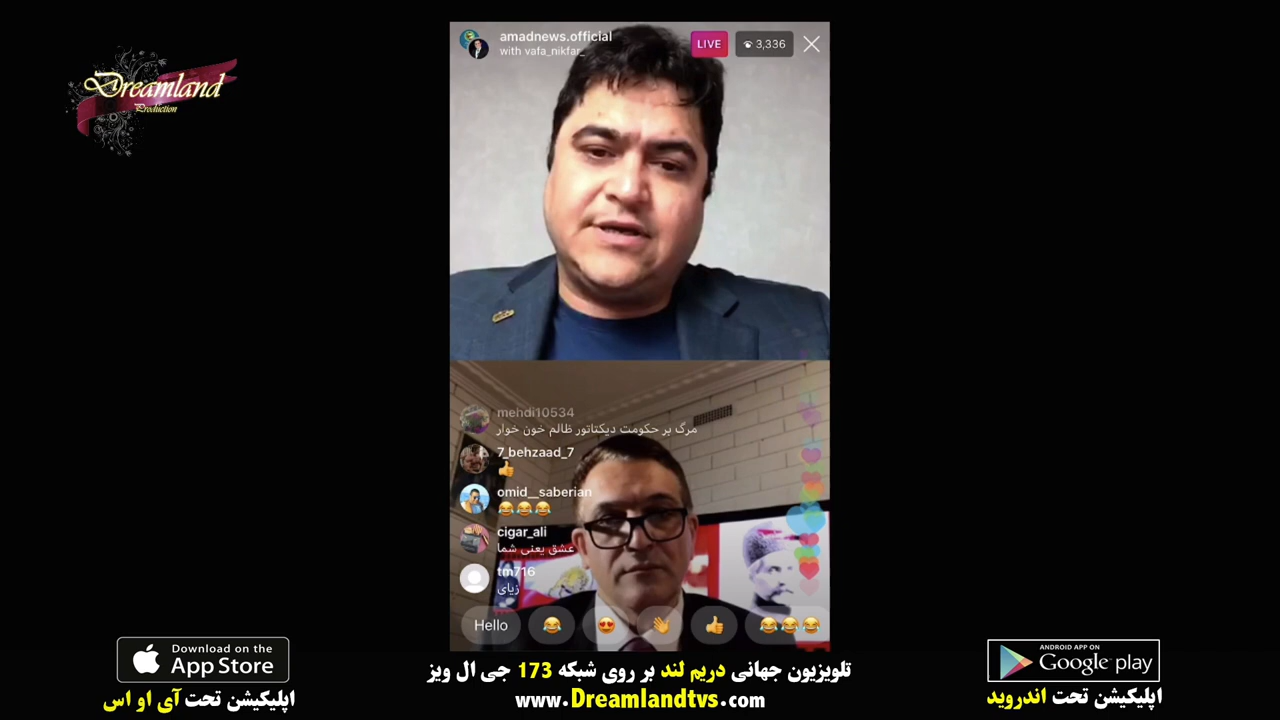 Dreamland
Production
amadnews.official
with vafa_nikfar_
LIVE
3,336
mehdi10534
مرگ بر حکومت دیکتاتور ظالم خون خوار
7_behzaad_7
👍
omid__saberian
😂😂😂
cigar_ali
عشق یعنی شما
tm716
زیای
Hello 😂 😍 👏 👍 😂😂😂
Download on the
App Store
اپلیکیشن تحت آی او اس
تلویزیون جهانی دریم لند بر روی شبکه 173 جی ال ویز
www.Dreamlandtvs.com
ANDROID APP ON
Google play
اپلیکیشن تحت اندروید